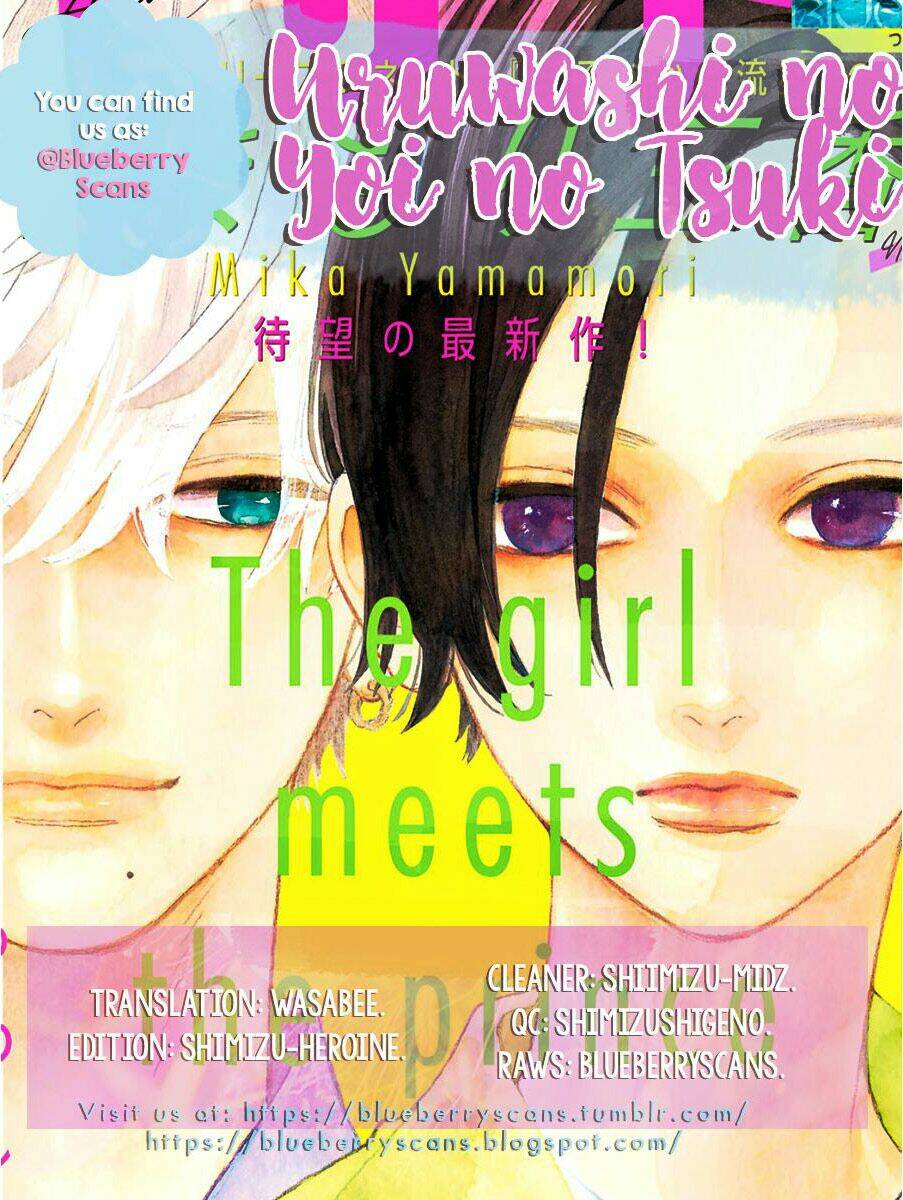 You can find
us as:
@Blueberry
Scans
Uruwashi no
Yoi no Tsuki
Mika Yamamori
待望の最新作！
The girl
meets
the prince
TRANSLATION: WASABEE.
EDITION: SHIMIZU-HEROINE.
CLEANER: SHIIMIZU-MIDZ.
QC: SHIMIZUSHIGENO.
RAWS: BLUEBERRYSCANS.
Visit us at: https://blueberryscans.tumblr.com/
https://blueberryscans.blogspot.com/